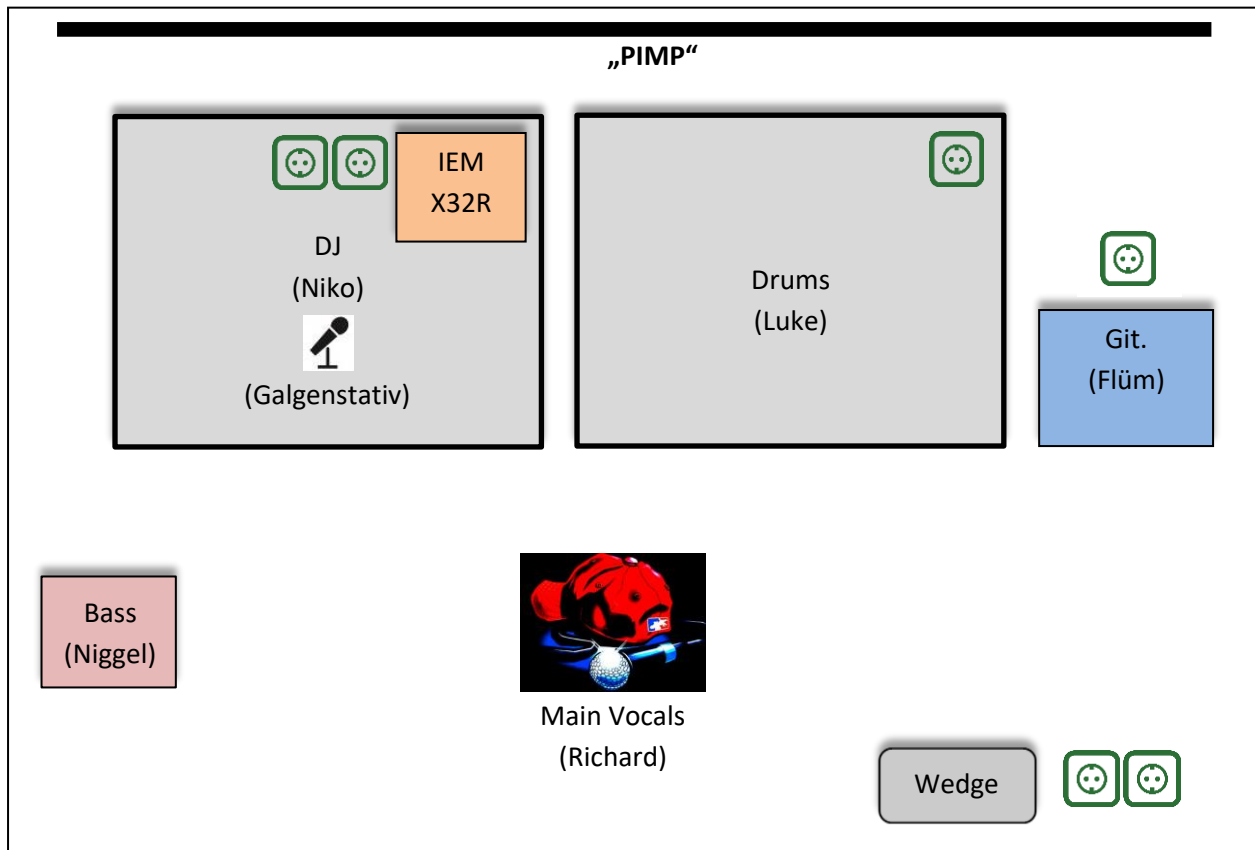 „PIMP“
IEM
X32R
DJ
(Niko)
(Galgenstativ)
Drums
(Luke)
Git.
(Flüm)
Bass
(Niggel)
Main Vocals
(Richard)
Wedge